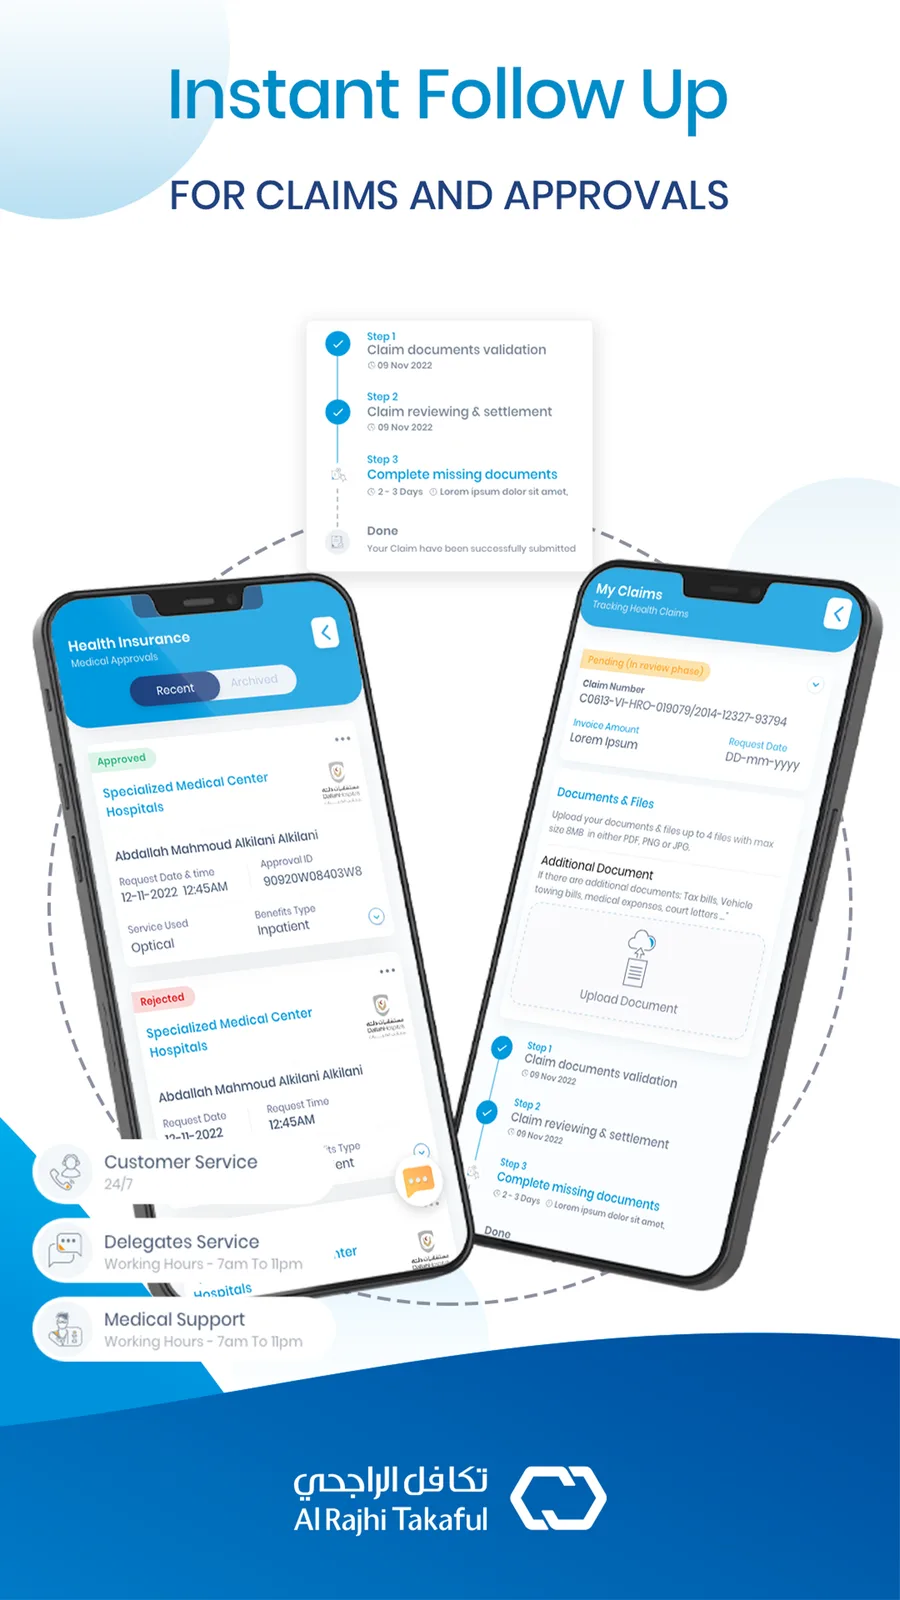 Instant Follow Up
FOR CLAIMS AND APPROVALS
Step 1
Claim documents validation
09 Nov 2022
Step 2
Claim reviewing & settlement
09 Nov 2022
Step 3
Complete missing documents
2 - 3 Days Lorem ipsum dolor sit amet,
Done
Your Claim have been successfully submitted
Health Insurance
Medical Approvals
Recent
Archived
Approved
Specialized Medical Center
Hospitals
Abdallah Mahmoud Alkilani Alkilani
Request Date & time
12-11-2022 12:45AM
Approval ID
90920W08403W8
Service Used
Optical
Benefits Type
Inpatient
Rejected
Specialized Medical Center
Hospitals
Abdallah Mahmoud Alkilani Alkilani
Request Date
12-11-2022
Request Time
12:45AM
Type
Hospitals
My Claims
Tracking Health Claims
Pending (In review phase)
Claim Number
C0613-VI-HRO-019079/2014-12327-93794
Invoice Amount
Lorem Ipsum
Request Date
DD-mm-yyyy
Documents & Files
Upload your documents & files up to 4 files with max
size 8MB in either PDF, PNG or JPG.
Additional Document
If there are additional documents: Tax bills, Vehicle
towing bills, medical expenses, court letters ..."
Upload Document
Step 1
Claim documents validation
09 Nov 2022
Step 2
Claim reviewing & settlement
09 Nov 2022
Step 3
Complete missing documents
2 - 3 Days Lorem ipsum dolor sit amet,
Done
Customer Service
24/7
Delegates Service
Working Hours - 7am To 11pm
Medical Support
Working Hours - 7am To 11pm
تكافل الراجحي
Al Rajhi Takaful